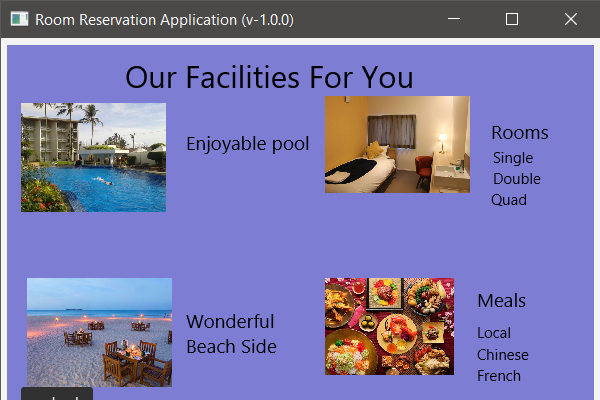 Room Reservation Application (v-1.0.0)
Our Facilities For You
Enjoyable pool
Rooms
Single
Double
Quad
Wonderful
Beach Side
Meals
Local
Chinese
French